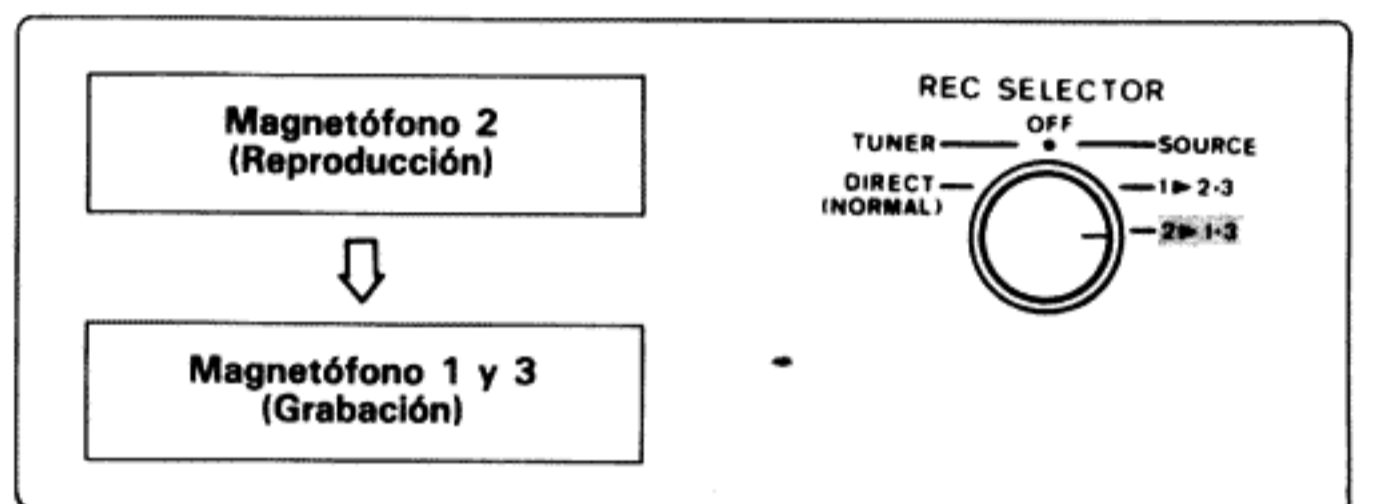 Magnetófono 2
(Reproducción)
Magnetófono 1 y 3
(Grabación)
REC SELECTOR
OFF
TUNER
SOURCE
DIRECT
(NORMAL)
1▶2·3
2▶1·3